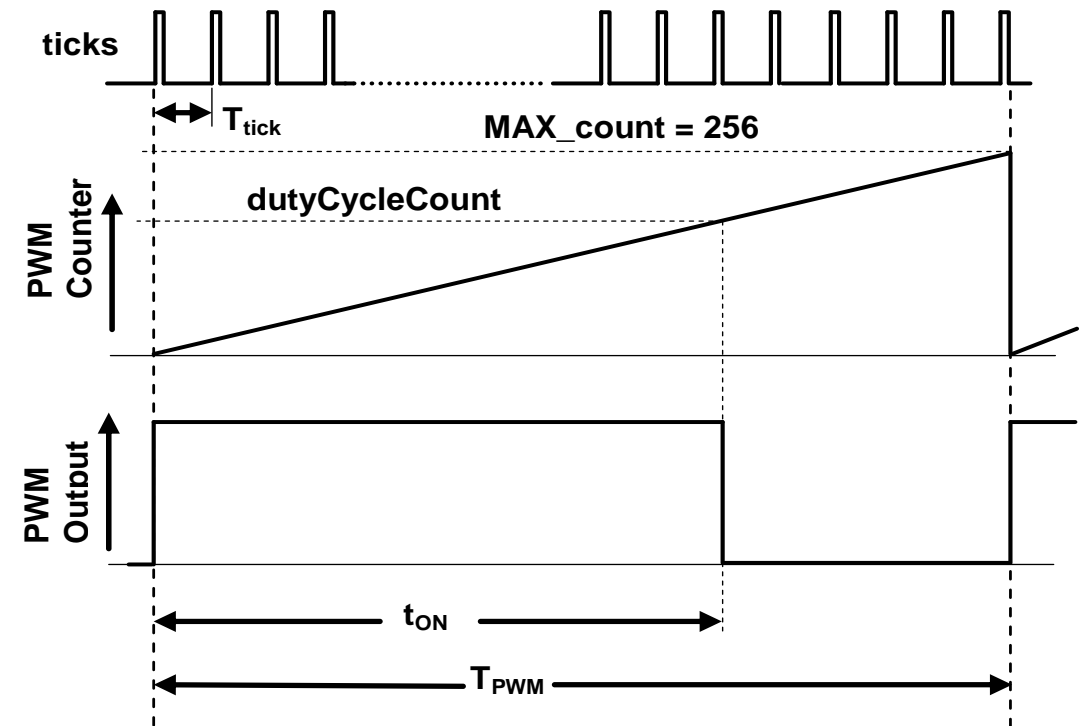 ticks
T_tick
MAX_count = 256
dutyCycleCount
PWM
Counter
PWM
Output
t_ON
T_PWM